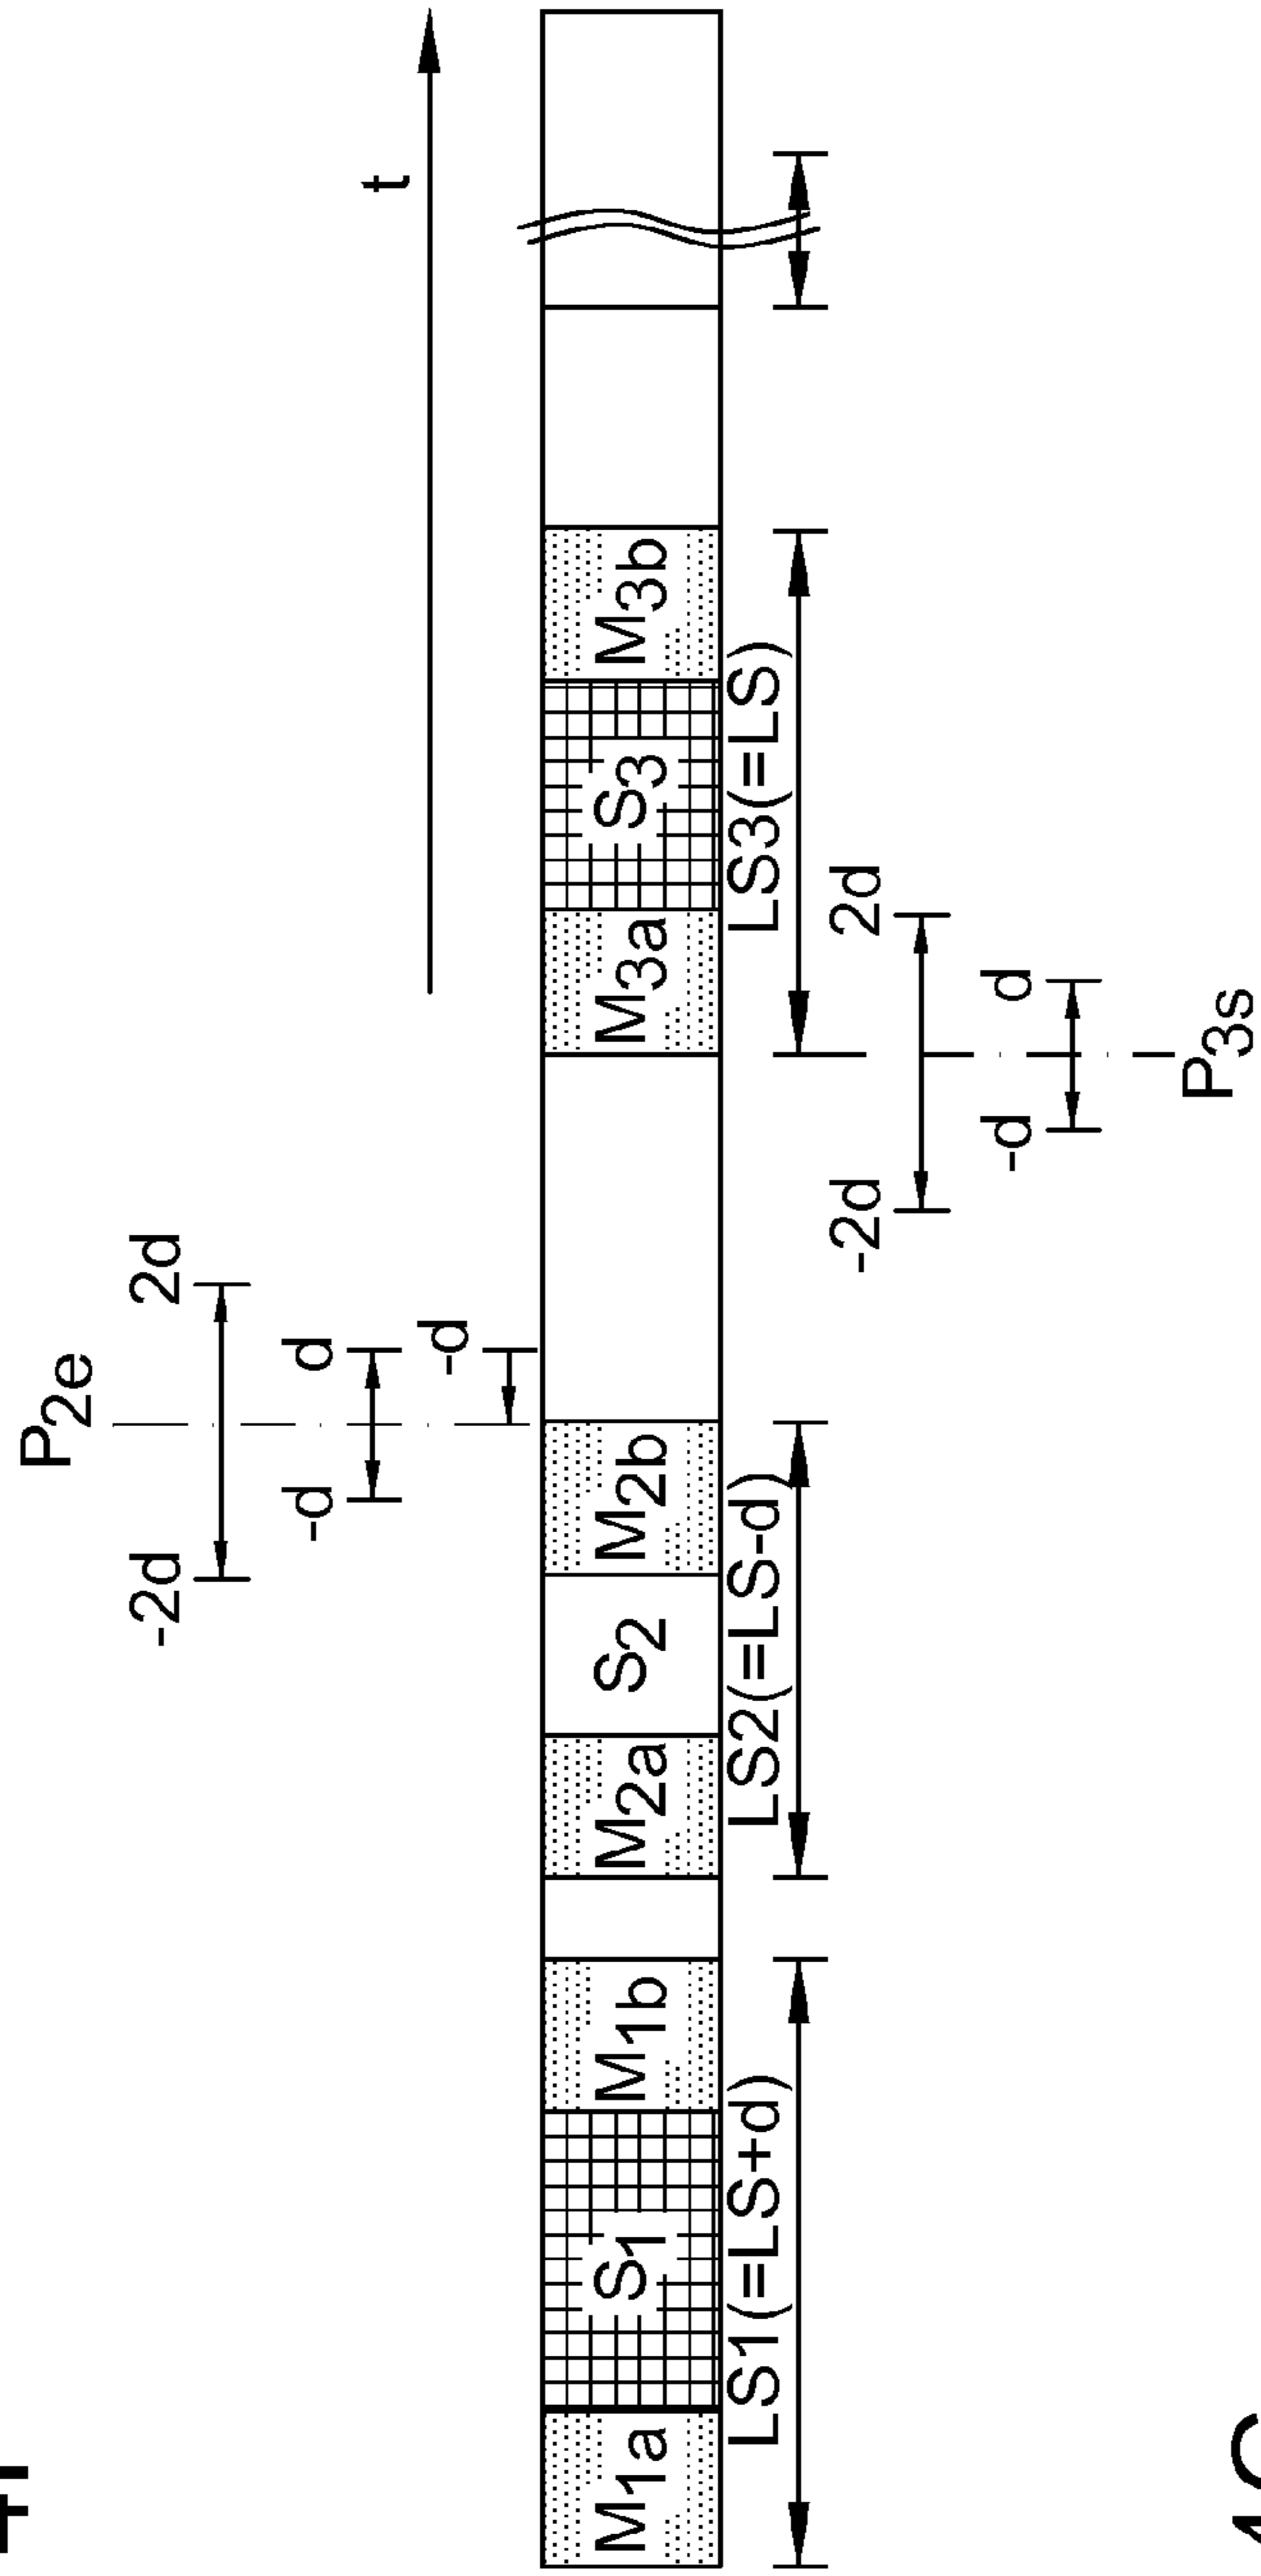 P2e
-2d 2d
-d d
-d
t
M1a S1 M1b M2a S2 M2b M3a S3 M3b
LS1(=LS+d) LS2(=LS-d) LS3(=LS)
-2d 2d
-d d
P3s